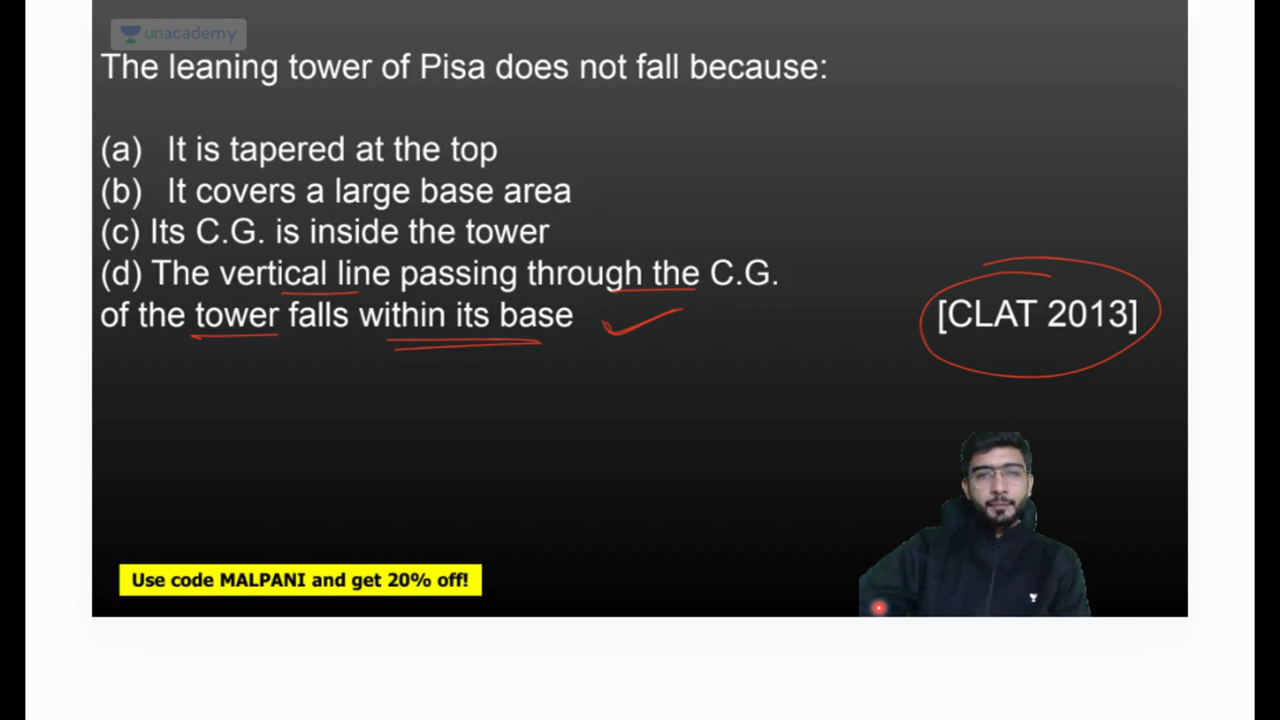 unacademy
The leaning tower of Pisa does not fall because:
(a) It is tapered at the top
(b) It covers a large base area
(c) Its C.G. is inside the tower
(d) The vertical line passing through the C.G.
of the tower falls within its base
[CLAT 2013]
Use code MALPANI and get 20% off!